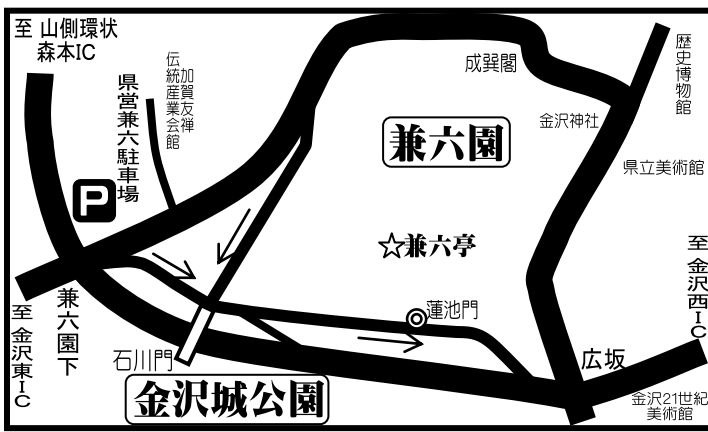 至 山側環状
森本IC
県営兼六駐車場
P
伝統産業会館
加賀友禅
成巽閣
歴史博物館
金沢神社
兼六園
県立美術館
☆兼六亭
至 金沢西IC
兼六園下
至 金沢東IC
蓮池門
石川門
金沢城公園
広坂
金沢21世紀
美術館